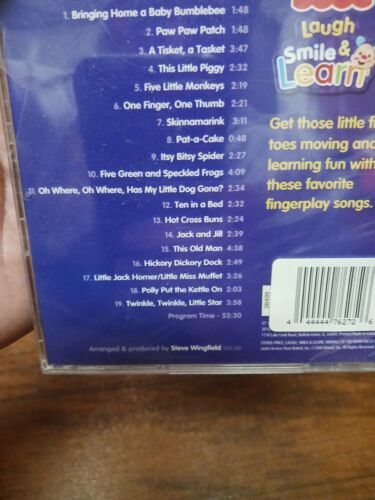 1. Bringing Home a Baby Bumblebee 1:48
2. Paw Paw Patch 1:48
3. A Tisket, a Tasket 3:47
4. This Little Piggy 2:32
5. Five Little Monkeys 2:19
6. One Finger, One Thumb 2:21
7. Skinnamarink 3:11
8. Pat-a-Cake 0:48
9. Itsy Bitsy Spider 2:27
10. Five Green and Speckled Frogs 4:09
11. Oh Where, Oh Where, Has My Little Dog Gone? 2:34
12. Ten in a Bed 2:32
13. Hot Cross Buns 2:24
14. Jack and Jill 2:39
15. This Old Man 4:38
16. Hickory Dickory Dock 2:22
17. Little Jack Horner/Little Miss Muffet 3:26
18. Polly Put the Kettle On 2:03
19. Twinkle, Twinkle, Little Star 3:58
Program Time - 52:30
Arranged & produced by Steve Wingfield SOCAN
Laugh
Smile &
Learn
Get those little fi
toes moving and
learning fun with
these favorite
fingerplay songs.
4 44444 76272 6